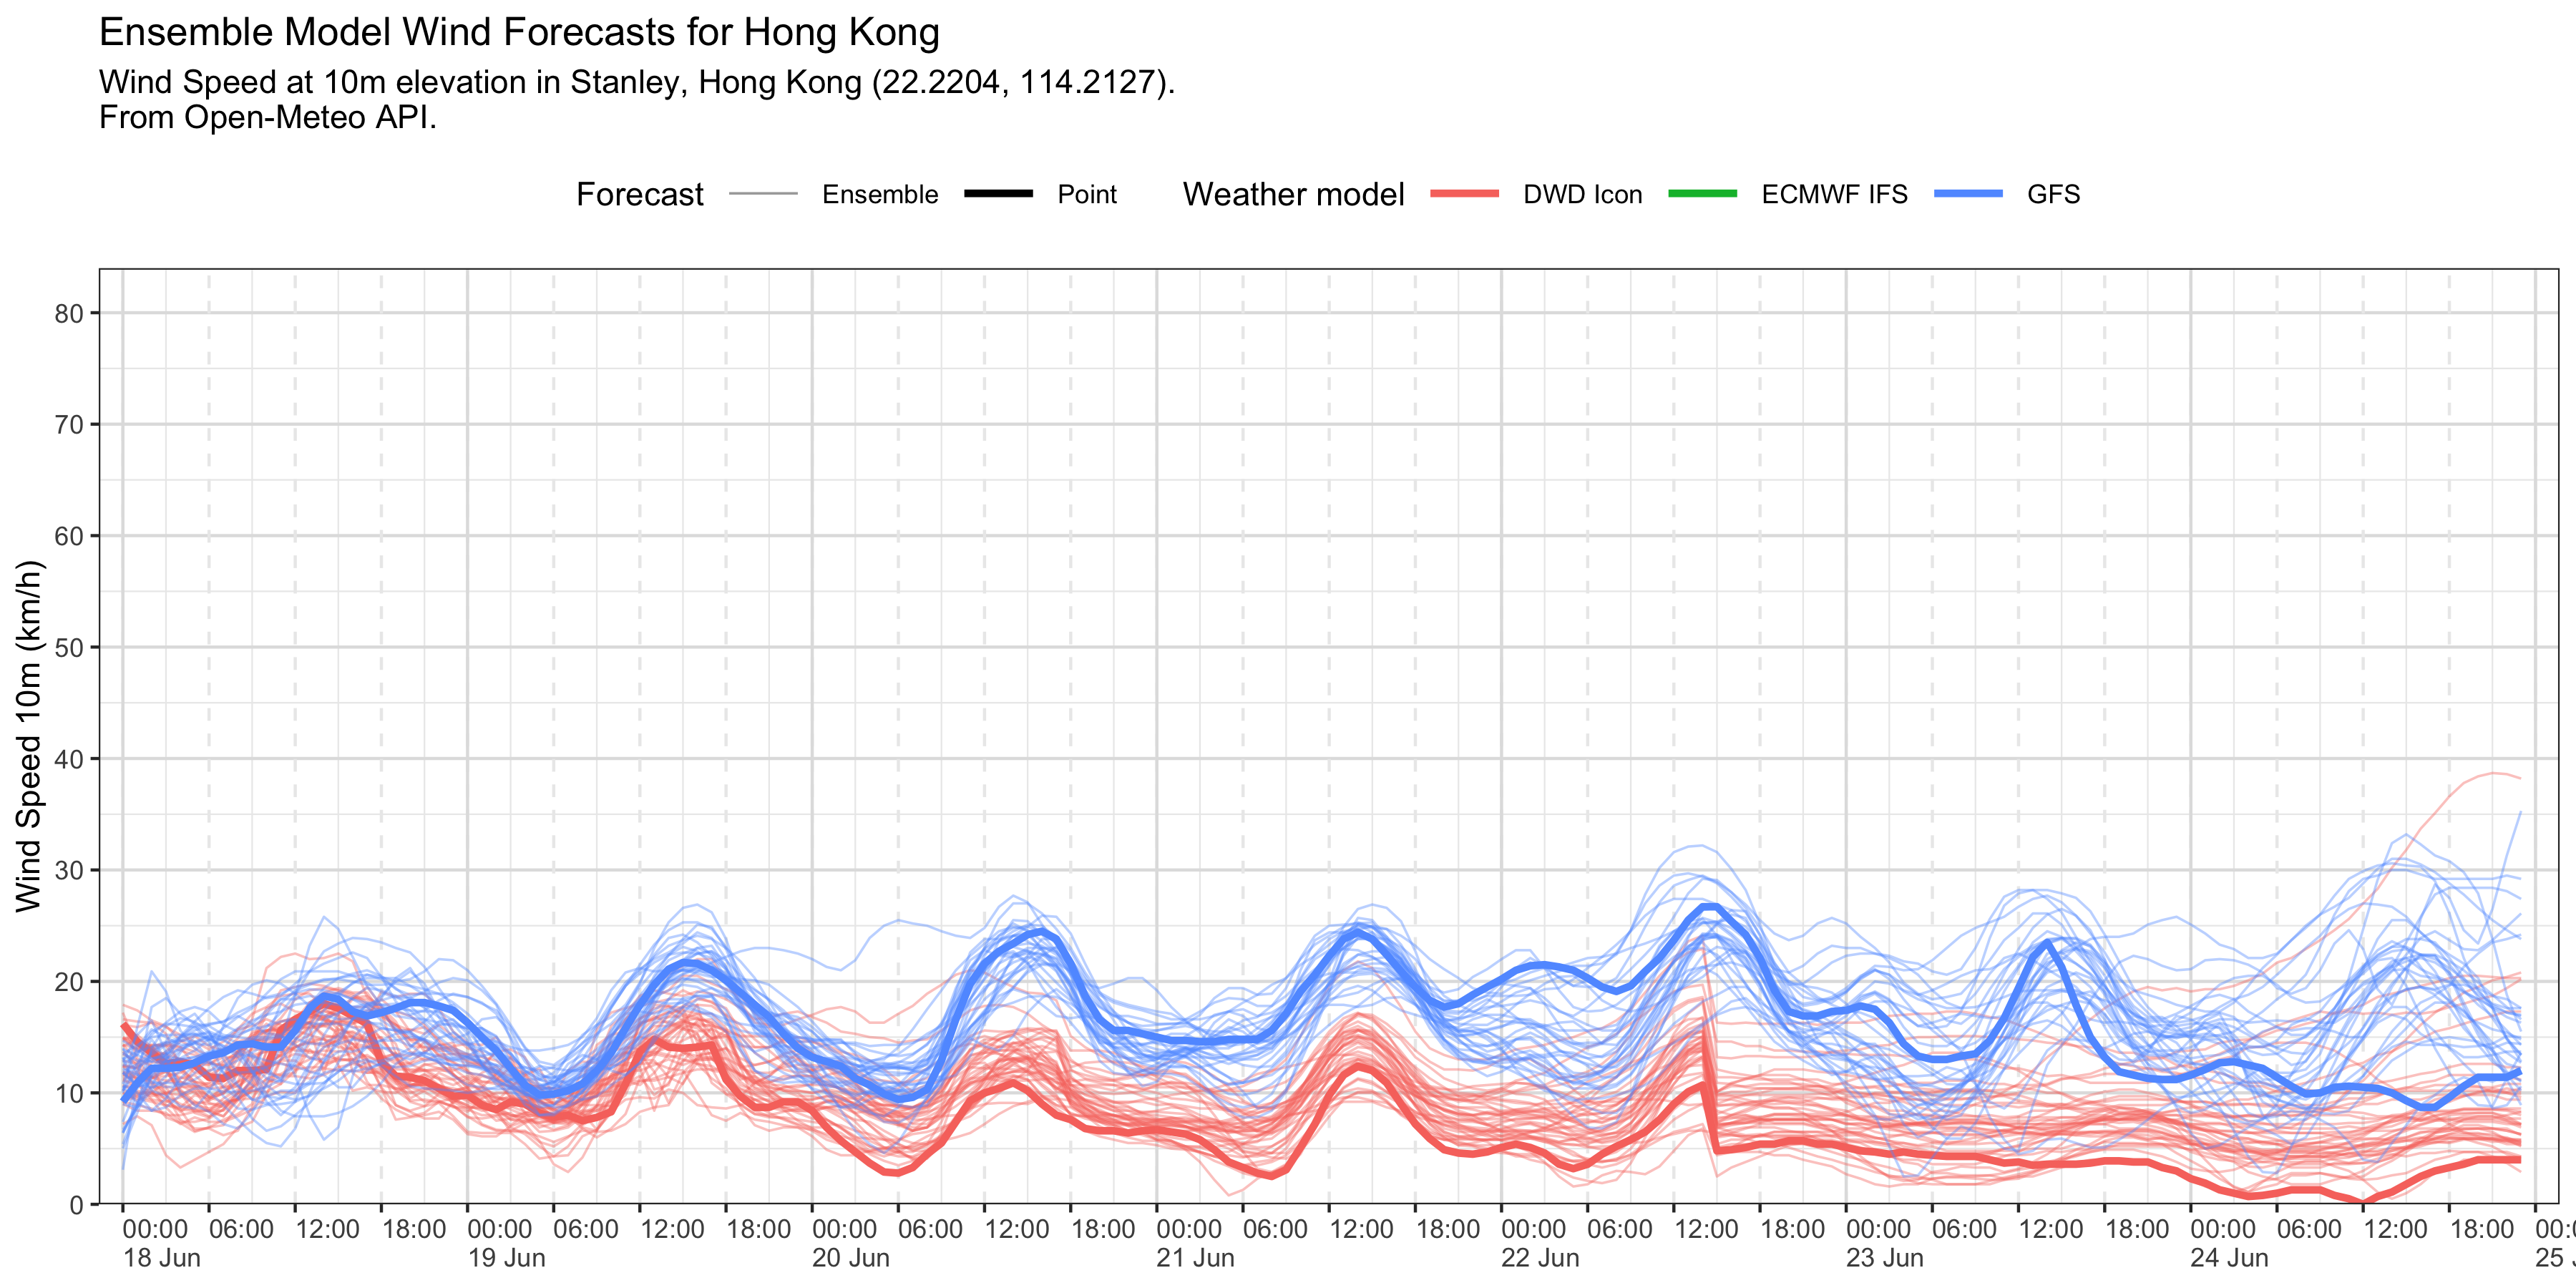 Ensemble Model Wind Forecasts for Hong Kong
Wind Speed at 10m elevation in Stanley, Hong Kong (22.2204, 114.2127).
From Open-Meteo API.
Forecast Ensemble Point Weather model DWD Icon ECMWF IFS GFS
Wind Speed 10m (km/h)
80
70
60
50
40
30
20
10
0
00:00 06:00 12:00 18:00 00:00 06:00 12:00 18:00 00:00 06:00 12:00 18:00 00:00 06:00 12:00 18:00 00:00 06:00 12:00 18:00 00:00 06:00 12:00 18:00 00:00 06:00 12:00 18:00
18 Jun 19 Jun 20 Jun 21 Jun 22 Jun 23 Jun 24 Jun 25